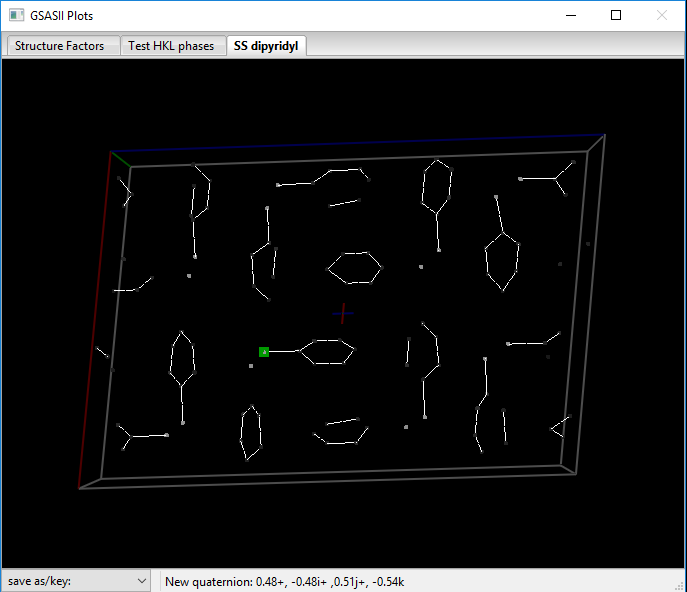 GSASII Plots
Structure Factors Test HKL phases SS dipyridyl
save as/key: New quaternion: 0.48+, -0.48i+ ,0.51j+, -0.54k